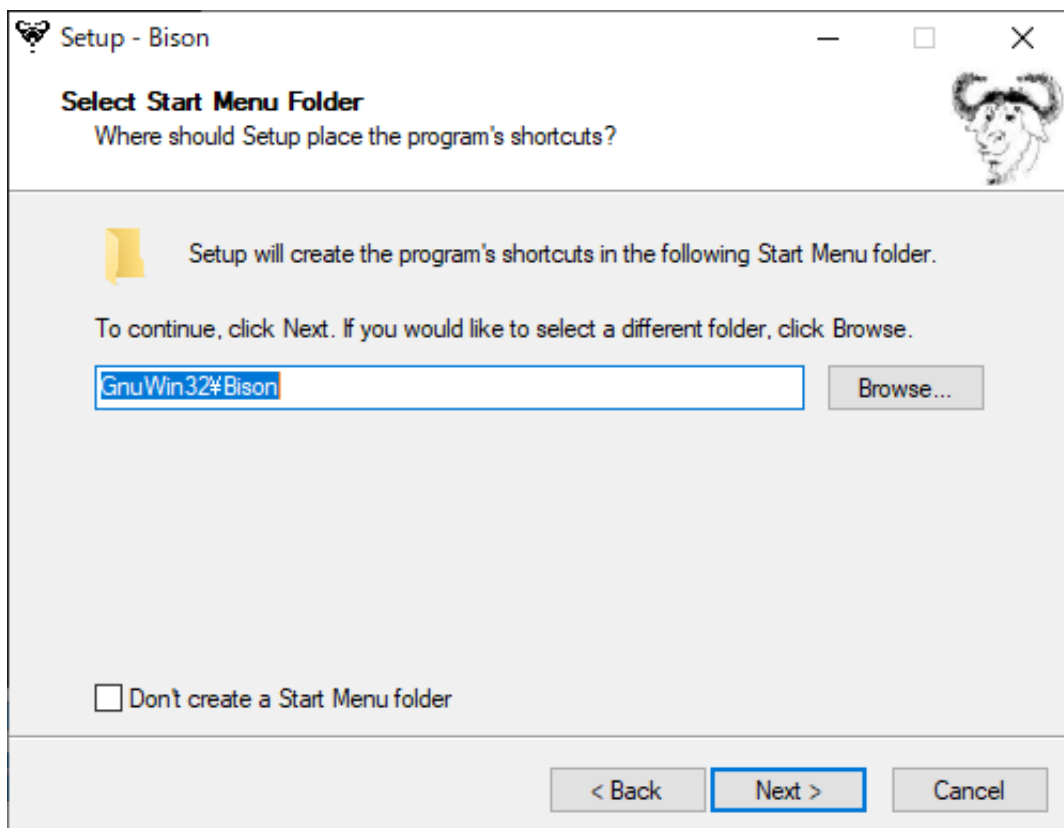 Setup - Bison
Select Start Menu Folder
Where should Setup place the program's shortcuts?
Setup will create the program's shortcuts in the following Start Menu folder.
To continue, click Next. If you would like to select a different folder, click Browse.
GnuWin32¥Bison
Browse...
Don't create a Start Menu folder
< Back
Next >
Cancel